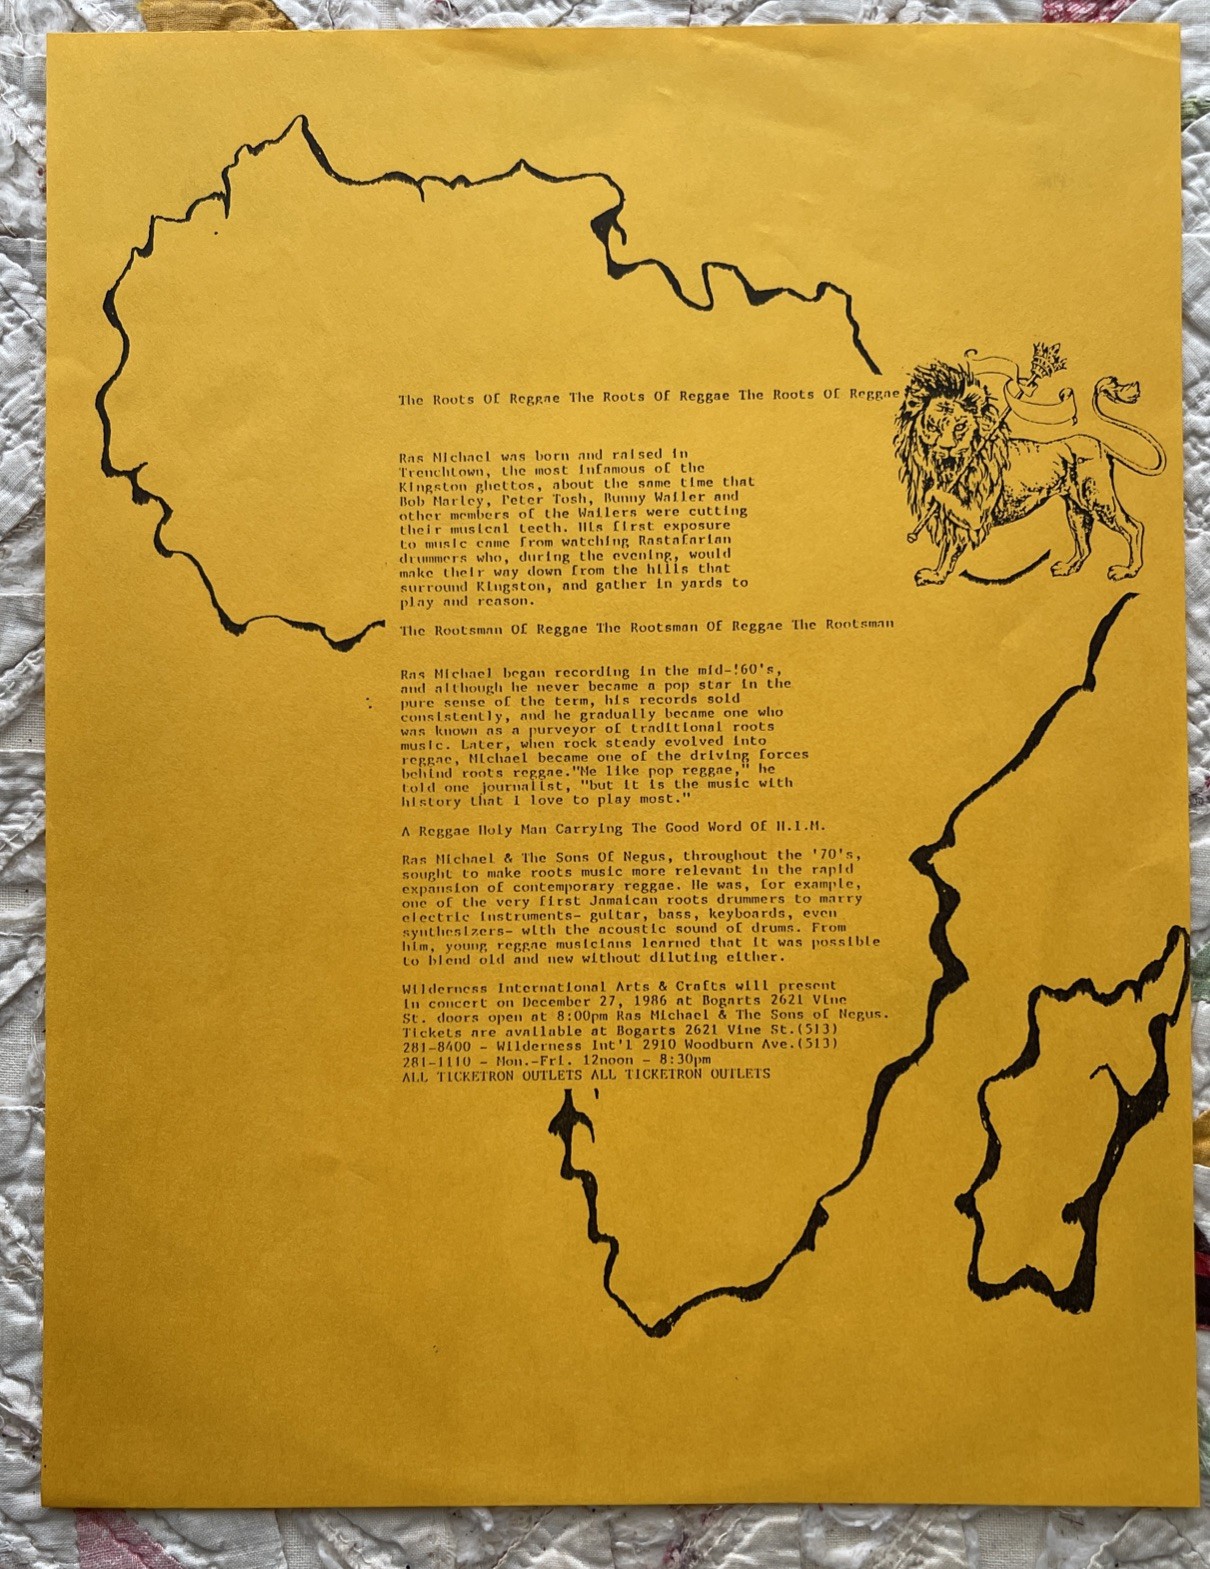 The Roots Of Reggae The Roots Of Reggae The Roots Of Reggae
Ras Michael was born and raised in
Trenchtown, the most infamous of the
Kingston ghettos, about the same time that
Bob Marley, Peter Tosh, Bunny Wailer and
other members of the Wailers were cutting
their musical teeth. His first exposure
to music came from watching Rastafarian
drummers who, during the evening, would
make their way down from the hills that
surround Kingston, and gather in yards to
play and reason.
The Rootsman Of Reggae The Rootsman Of Reggae The Rootsman
Ras Michael began recording in the mid-!60's,
and although he never became a pop star in the
pure sense of the term, his records sold
consistently, and he gradually became one who
was known as a purveyor of traditional roots
music. Later, when rock steady evolved into
reggae, Michael became one of the driving forces
behind roots reggae."Me like pop reggae," he
told one journalist, "but it is the music with
history that I love to play most."
A Reggae Holy Man Carrying The Good Word Of H.I.M.
Ras Michael & The Sons Of Negus, throughout the '70's,
sought to make roots music more relevant in the rapid
expansion of contemporary reggae. He was, for example,
one of the very first Jamaican roots drummers to marry
electric instruments- guitar, bass, keyboards, even
synthesizers- with the acoustic sound of drums. From
him, young reggae musicians learned that it was possible
to blend old and new without diluting either.
Wilderness International Arts & Crafts will present
in concert on December 27, 1986 at Bogarts 2621 Vine
St. doors open at 8:00pm Ras Michael & The Sons of Negus.
Tickets are available at Bogarts 2621 Vine St.(513)
281-8400 - Wilderness Int'l 2910 Woodburn Ave.(513)
281-1110 - Mon.-Fri. 12noon - 8:30pm
ALL TICKETRON OUTLETS ALL TICKETRON OUTLETS